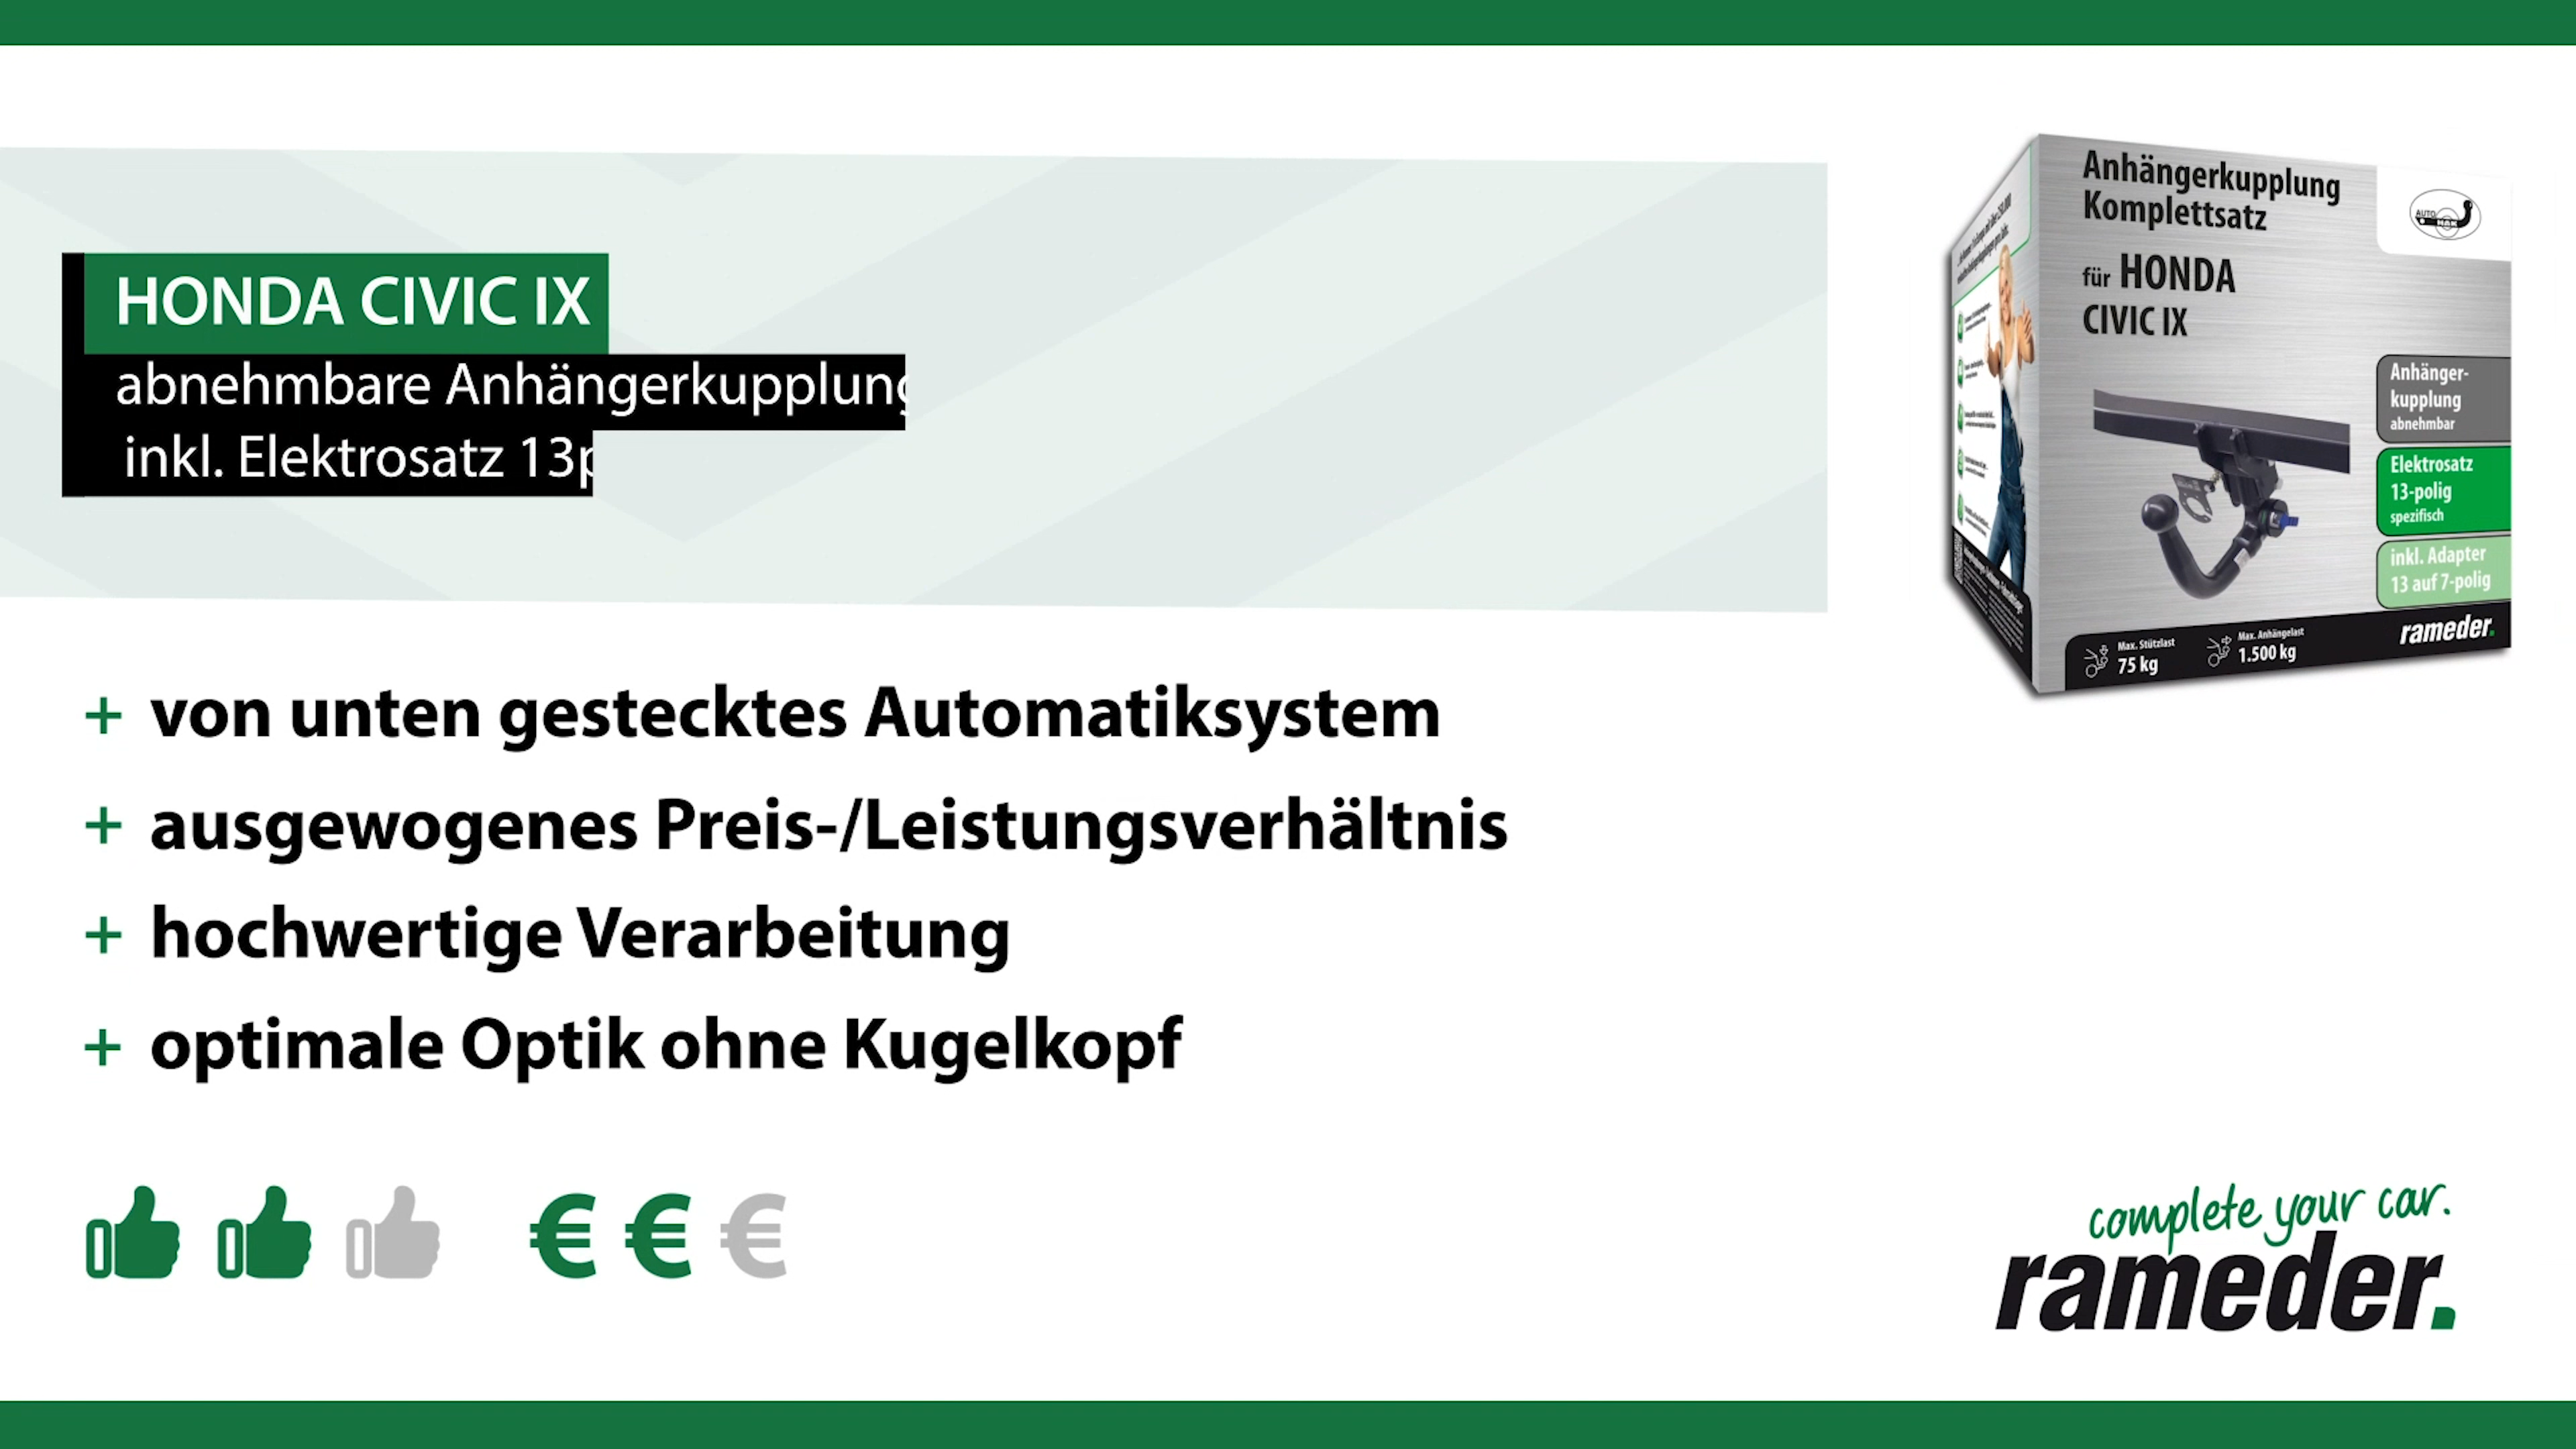 HONDA CIVIC IX
abnehmbare Anhängerkupplung
inkl. Elektrosatz 13p
Anhängerkupplung
Komplettsatz
für HONDA
CIVIC IX
AUTO
HAK
Anhänger-
kupplung
abnehmbar
Elektrosatz
13-polig
spezifisch
inkl. Adapter
13 auf 7-polig
Max. Stützlast
75 kg
Max. Anhängelast
1.500 kg
rameder.
+ von unten gestecktes Automatiksystem
+ ausgewogenes Preis-/Leistungsverhältnis
+ hochwertige Verarbeitung
+ optimale Optik ohne Kugelkopf
€ € €
complete your car.
rameder.